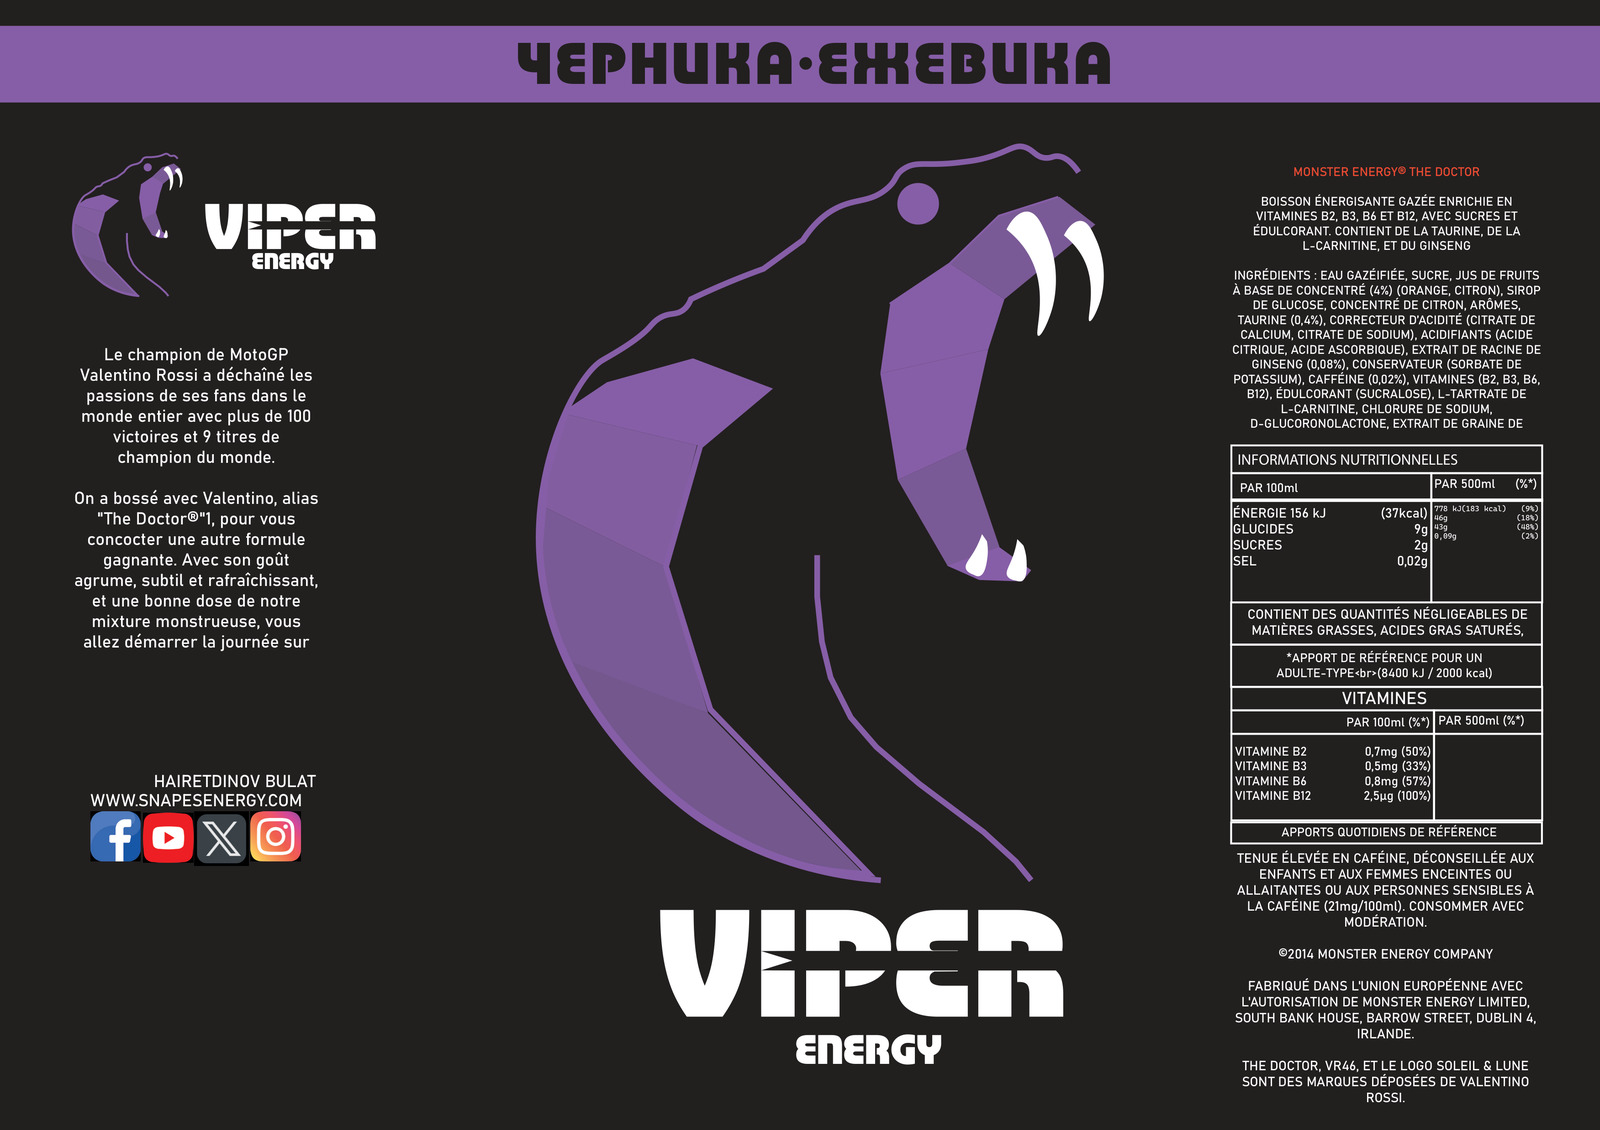 ЧЕРНИКА·ЕЖЕВИКА
VIPER
ENERGY
Le champion de MotoGP
Valentino Rossi a déchaîné les
passions de ses fans dans le
monde entier avec plus de 100
victoires et 9 titres de
champion du monde.
On a bossé avec Valentino, alias
"The Doctor®"1, pour vous
concocter une autre formule
gagnante. Avec son goût
agrume, subtil et rafraîchissant,
et une bonne dose de notre
mixture monstrueuse, vous
allez démarrer la journée sur
HAIRETDINOV BULAT
WWW.SNAPESENERGY.COM
VIPER
ENERGY
MONSTER ENERGY® THE DOCTOR
BOISSON ÉNERGISANTE GAZÉE ENRICHIE EN
VITAMINES B2, B3, B6 ET B12, AVEC SUCRES ET
ÉDULCORANT. CONTIENT DE LA TAURINE, DE LA
L-CARNITINE, ET DU GINSENG
INGRÉDIENTS : EAU GAZÉIFIÉE, SUCRE, JUS DE FRUITS
À BASE DE CONCENTRÉ (4%) (ORANGE, CITRON), SIROP
DE GLUCOSE, CONCENTRÉ DE CITRON, ARÔMES,
TAURINE (0,4%), CORRECTEUR D'ACIDITÉ (CITRATE DE
CALCIUM, CITRATE DE SODIUM), ACIDIFIANTS (ACIDE
CITRIQUE, ACIDE ASCORBIQUE), EXTRAIT DE RACINE DE
GINSENG (0,08%), CONSERVATEUR (SORBATE DE
POTASSIUM), CAFFÉINE (0,02%), VITAMINES (B2, B3, B6,
B12), ÉDULCORANT (SUCRALOSE), L-TARTRATE DE
L-CARNITINE, CHLORURE DE SODIUM,
D-GLUCORONOLACTONE, EXTRAIT DE GRAINE DE
INFORMATIONS NUTRITIONNELLES
PAR 100ml PAR 500ml (%*)
ÉNERGIE 156 kJ (37kcal) 778 kJ(183 kcal) (9%)
GLUCIDES 9g 46g (18%)
SUCRES 2g 43g (48%)
SEL 0,02g 0,09g (2%)
CONTIENT DES QUANTITÉS NÉGLIGEABLES DE
MATIÈRES GRASSES, ACIDES GRAS SATURÉS,
*APPORT DE RÉFÉRENCE POUR UN
ADULTE-TYPE<br>(8400 kJ / 2000 kcal)
VITAMINES
PAR 100ml (%*) PAR 500ml (%*)
VITAMINE B2 0,7mg (50%)
VITAMINE B3 0,5mg (33%)
VITAMINE B6 0,8mg (57%)
VITAMINE B12 2,5µg (100%)
APPORTS QUOTIDIENS DE RÉFÉRENCE
TENUE ÉLEVÉE EN CAFÉINE, DÉCONSEILLÉE AUX
ENFANTS ET AUX FEMMES ENCEINTES OU
ALLAITANTES OU AUX PERSONNES SENSIBLES À
LA CAFÉINE (21mg/100ml). CONSOMMER AVEC
MODÉRATION.
©2014 MONSTER ENERGY COMPANY
FABRIQUÉ DANS L'UNION EUROPÉENNE AVEC
L'AUTORISATION DE MONSTER ENERGY LIMITED,
SOUTH BANK HOUSE, BARROW STREET, DUBLIN 4,
IRLANDE.
THE DOCTOR, VR46, ET LE LOGO SOLEIL & LUNE
SONT DES MARQUES DÉPOSÉES DE VALENTINO
ROSSI.